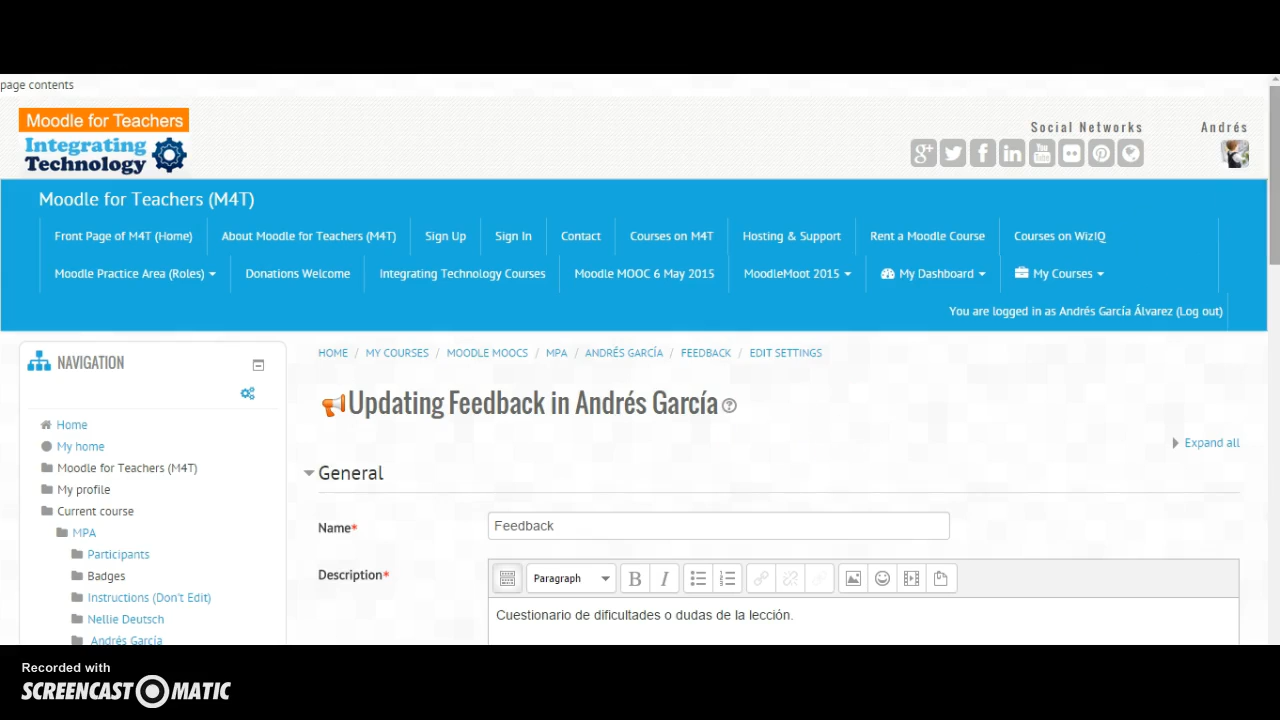 page contents
Moodle for Teachers
Integrating
Technology
Social Networks
Andrés
Moodle for Teachers (M4T)
Front Page of M4T (Home) About Moodle for Teachers (M4T) Sign Up Sign In Contact Courses on M4T Hosting & Support Rent a Moodle Course Courses on WizIQ
Moodle Practice Area (Roles) Donations Welcome Integrating Technology Courses Moodle MOOC 6 May 2015 MoodleMoot 2015 My Dashboard My Courses
You are logged in as Andrés García Álvarez (Log out)
NAVIGATION
Home
My home
Moodle for Teachers (M4T)
My profile
Current course
MPA
Participants
Badges
Instructions (Don't Edit)
Nellie Deutsch
Andrés García
HOME / MY COURSES / MOODLE MOOCS / MPA / ANDRÉS GARCÍA / FEEDBACK / EDIT SETTINGS
Updating Feedback in Andrés García
Expand all
General
Name* Feedback
Description* Paragraph B I
Cuestionario de dificultades o dudas de la lección.
Recorded with
SCREENCAST MATIC